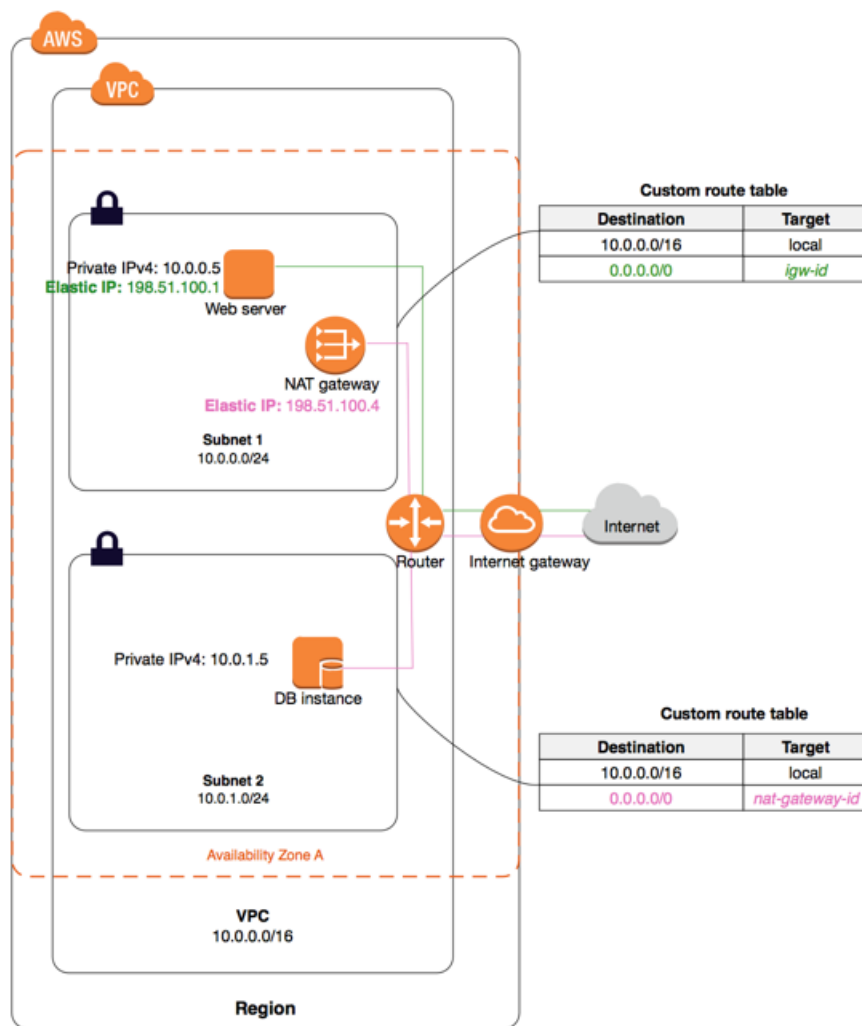 AWS
VPC
Custom route table
Destination Target
10.0.0.0/16 local
0.0.0.0/0 igw-id
Private IPv4: 10.0.0.5
Elastic IP: 198.51.100.1
Web server
NAT gateway
Elastic IP: 198.51.100.4
Subnet 1
10.0.0.0/24
Internet
Router
Internet gateway
Private IPv4: 10.0.1.5
DB instance
Custom route table
Destination Target
10.0.0.0/16 local
0.0.0.0/0 nat-gateway-id
Subnet 2
10.0.1.0/24
Availability Zone A
VPC
10.0.0.0/16
Region